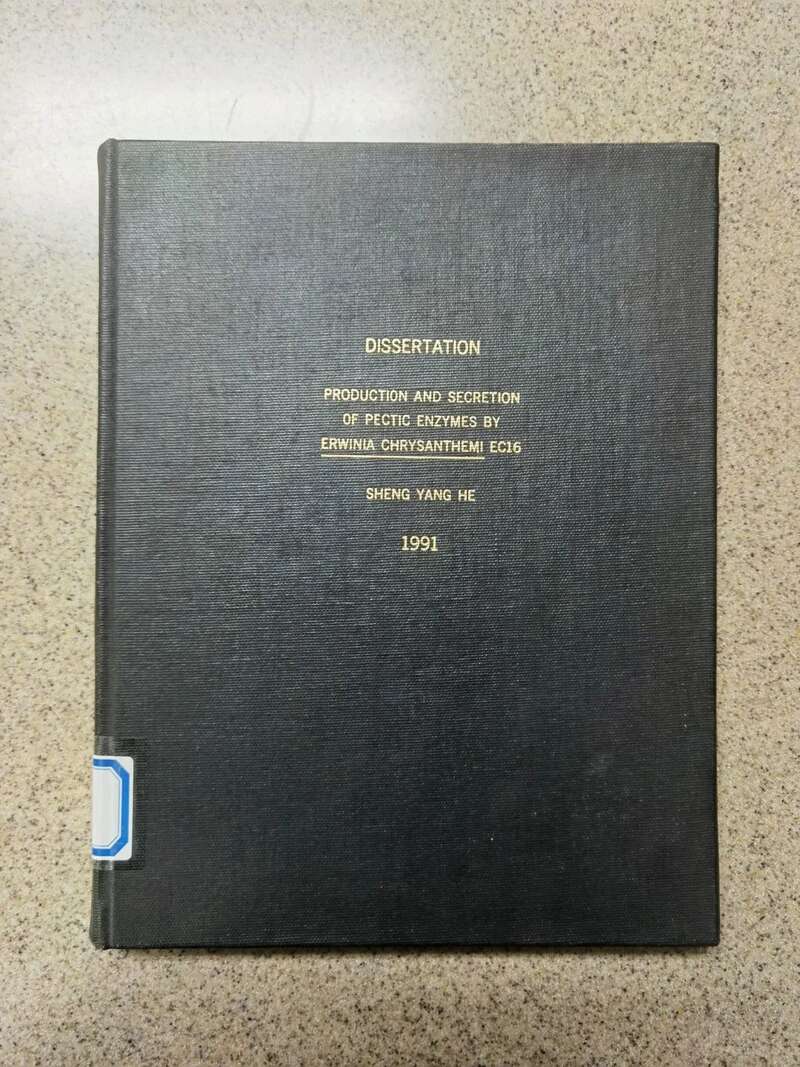 DISSERTATION
PRODUCTION AND SECRETION
OF PECTIC ENZYMES BY
ERWINIA CHRYSANTHEMI EC16
SHENG YANG HE
1991